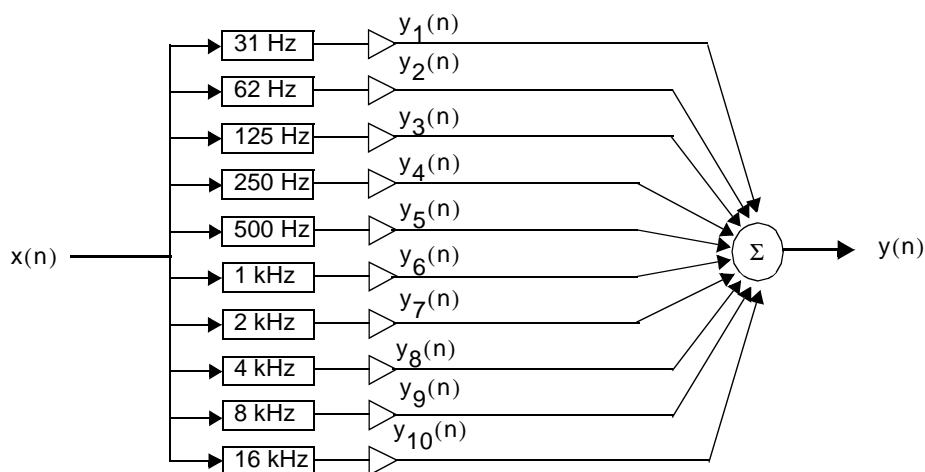 31 Hz
y1(n)
62 Hz
y2(n)
125 Hz
y3(n)
250 Hz
y4(n)
500 Hz
y5(n)
x(n)
Σ
y(n)
1 kHz
y6(n)
2 kHz
y7(n)
4 kHz
y8(n)
8 kHz
y9(n)
16 kHz
y10(n)